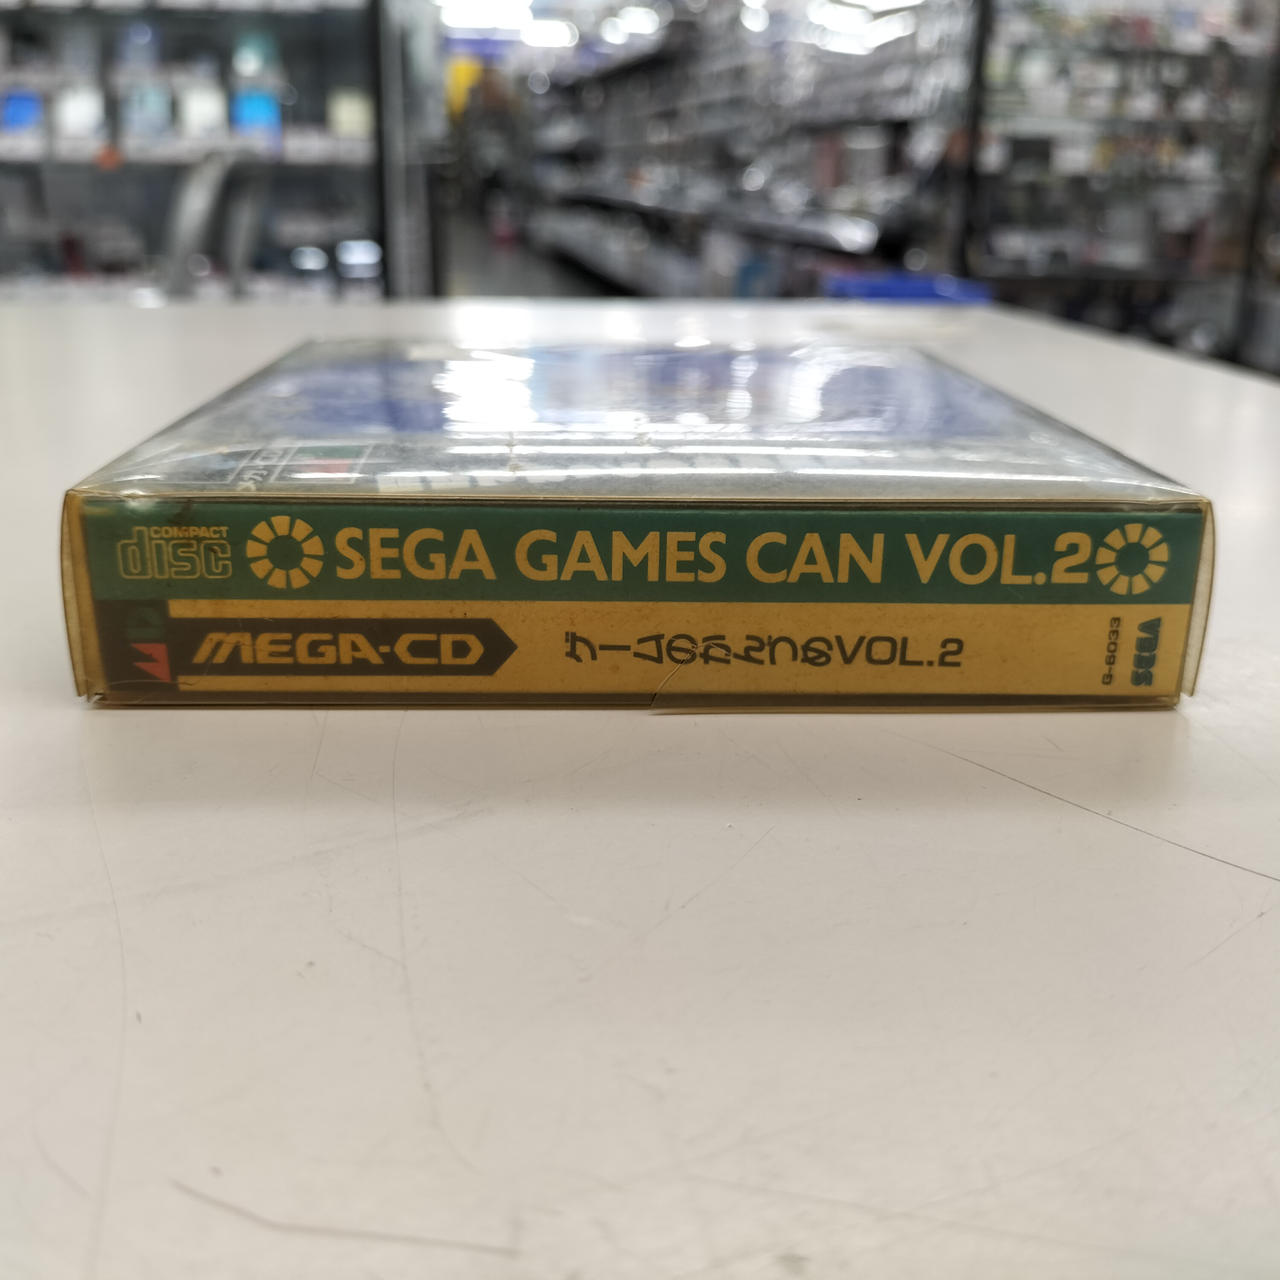 COMPACT
disc
SEGA GAMES CAN VOL.2
MEGA-CD
ゲームのかんづめVOL.2
G-6033
SEGA